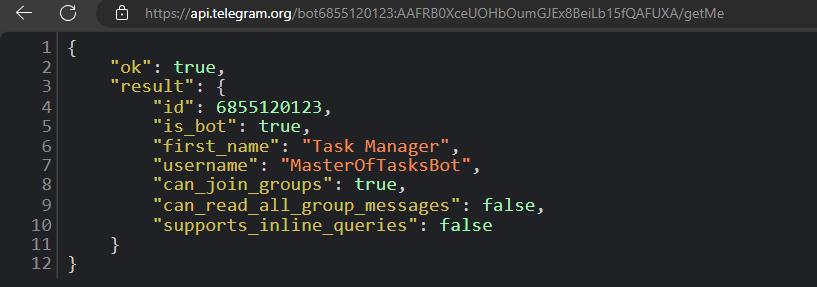 https://api.telegram.org/bot6855120123:AAFRB0XceUOHbOumGJEx8BeiLb15fQAFUXA/getMe
1 {
2 "ok": true,
3 "result": {
4 "id": 6855120123,
5 "is_bot": true,
6 "first_name": "Task Manager",
7 "username": "MasterOfTasksBot",
8 "can_join_groups": true,
9 "can_read_all_group_messages": false,
10 "supports_inline_queries": false
11 }
12 }